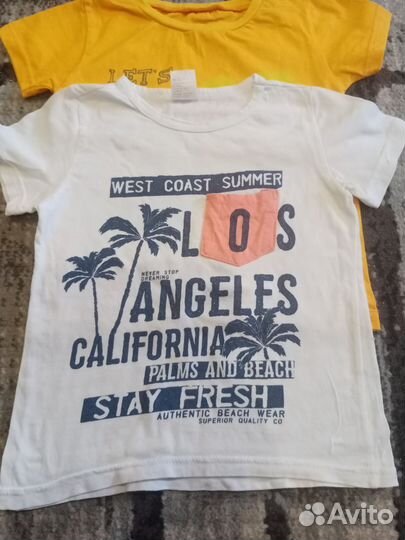 LET'S
WEST COAST SUMMER
LOS
NEVER STOP
DREAMING
ANGELES
CALIFORNIA
PALMS AND BEACH
STAY FRESH
AUTHENTIC BEACH WEAR
SUPERIOR QUALITY CO
Avito